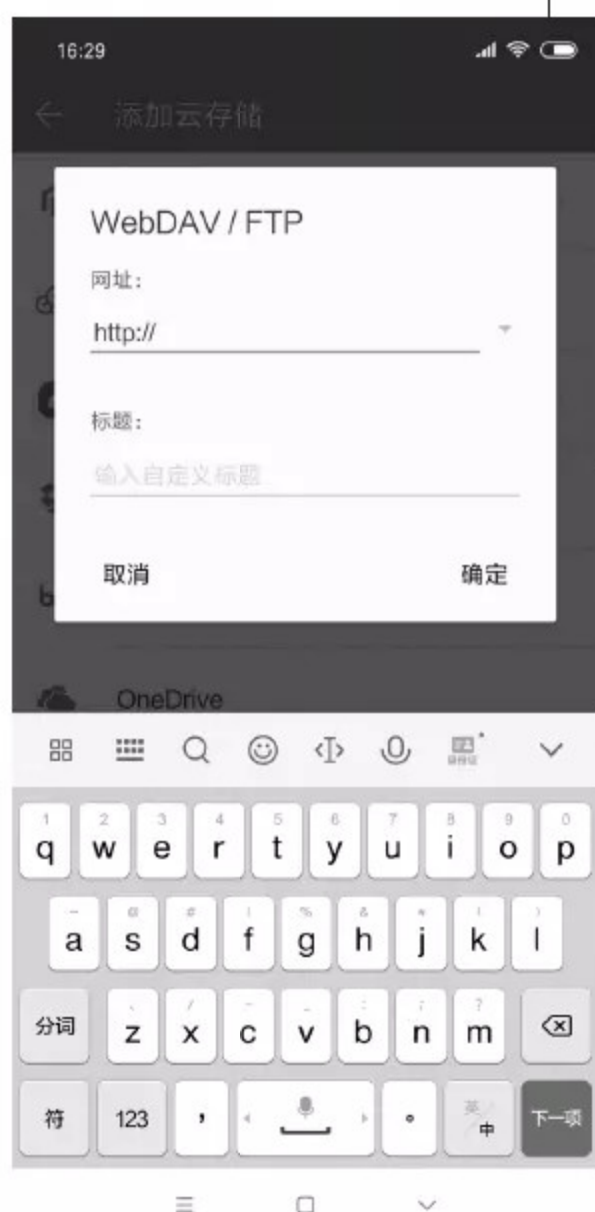 16:29
添加云存储
WebDAV / FTP
网址：
http://
标题：
输入自定义标题
取消 确定
OneDrive
1 2 3 4 5 6 7 8 9 0
q w e r t y u i o p
a s d f g h j k l
分词 z x c v b n m
符 123 , 。 英/中 下一项